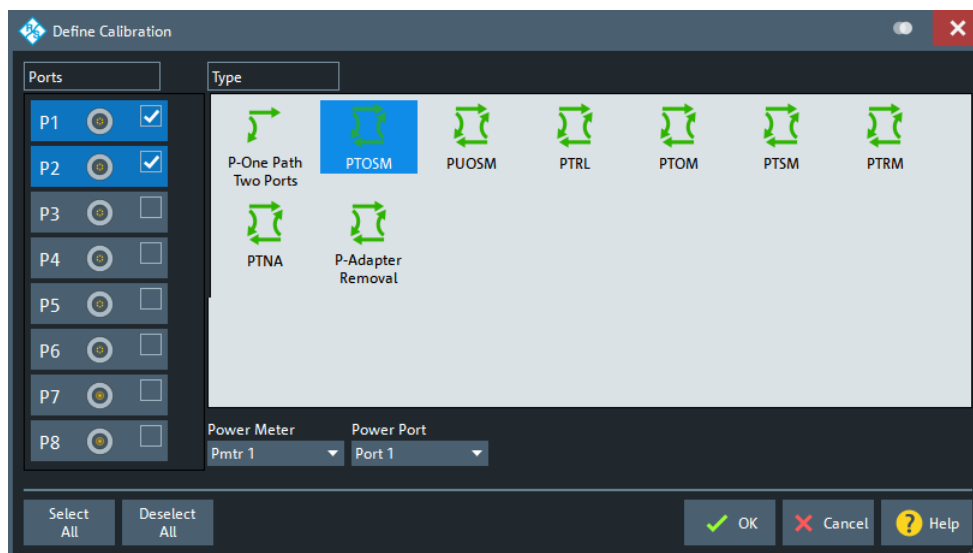 Define Calibration
Ports
Type
P1
P2
P3
P4
P5
P6
P7
P8
P-One Path
Two Ports
PTOSM
PUOSM
PTRL
PTOM
PTSM
PTRM
PTNA
P-Adapter
Removal
Power Meter
Pmtr 1
Power Port
Port 1
Select
All
Deselect
All
OK
Cancel
? Help